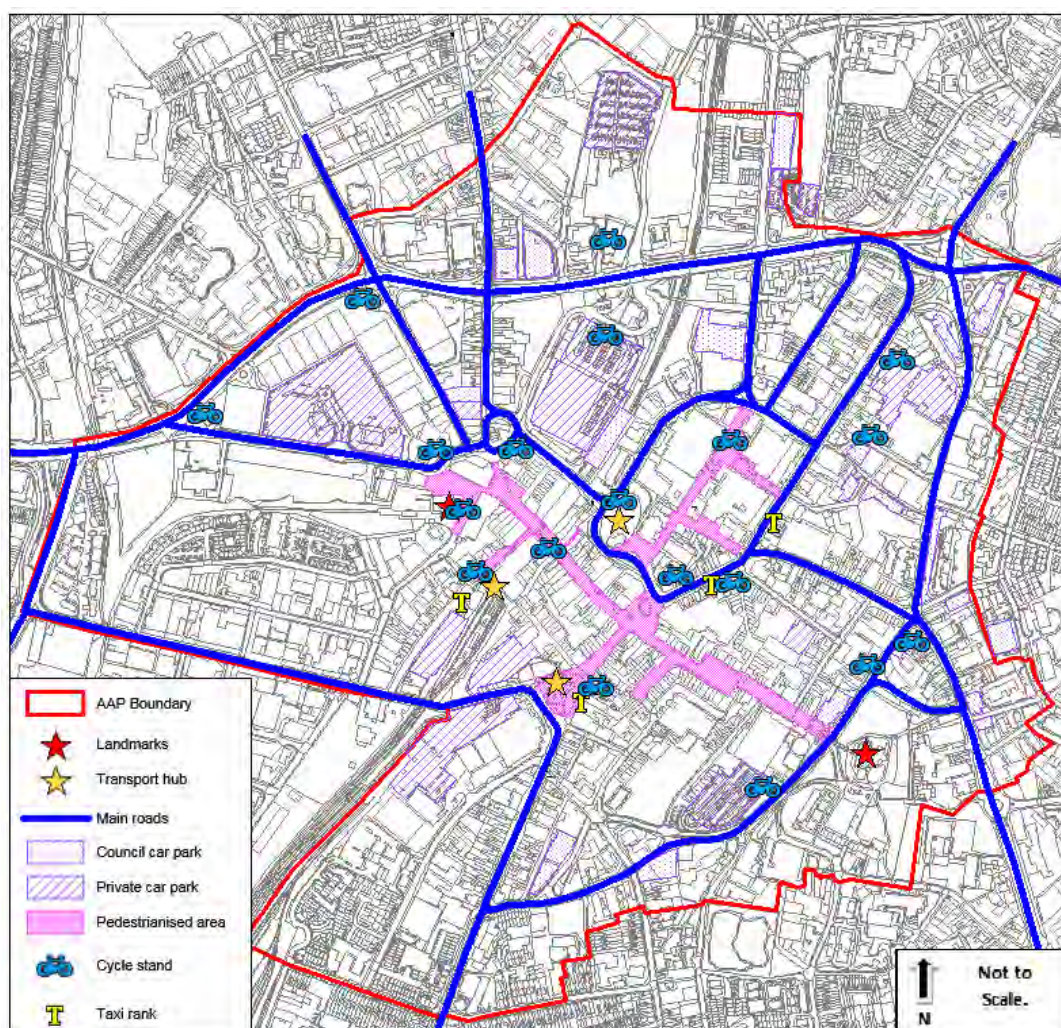 T
T
T
T
AAP Boundary
Landmarks
Transport hub
Main roads
Council car park
Private car park
Pedestrianised area
Cycle stand
T Taxi rank
Not to
Scale.
N